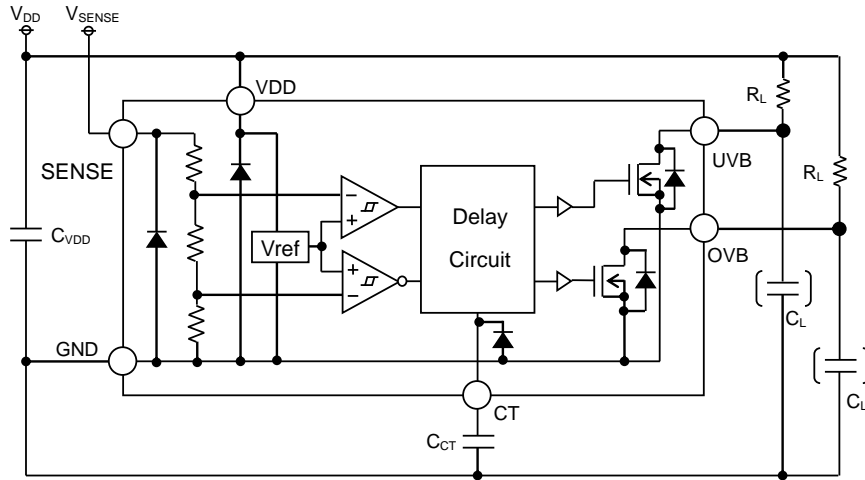 VDD
VSENSE
VDD
RL
SENSE
UVB
RL
Delay
Circuit
CVDD
Vref
OVB
GND
CL
CT
CL
CCT